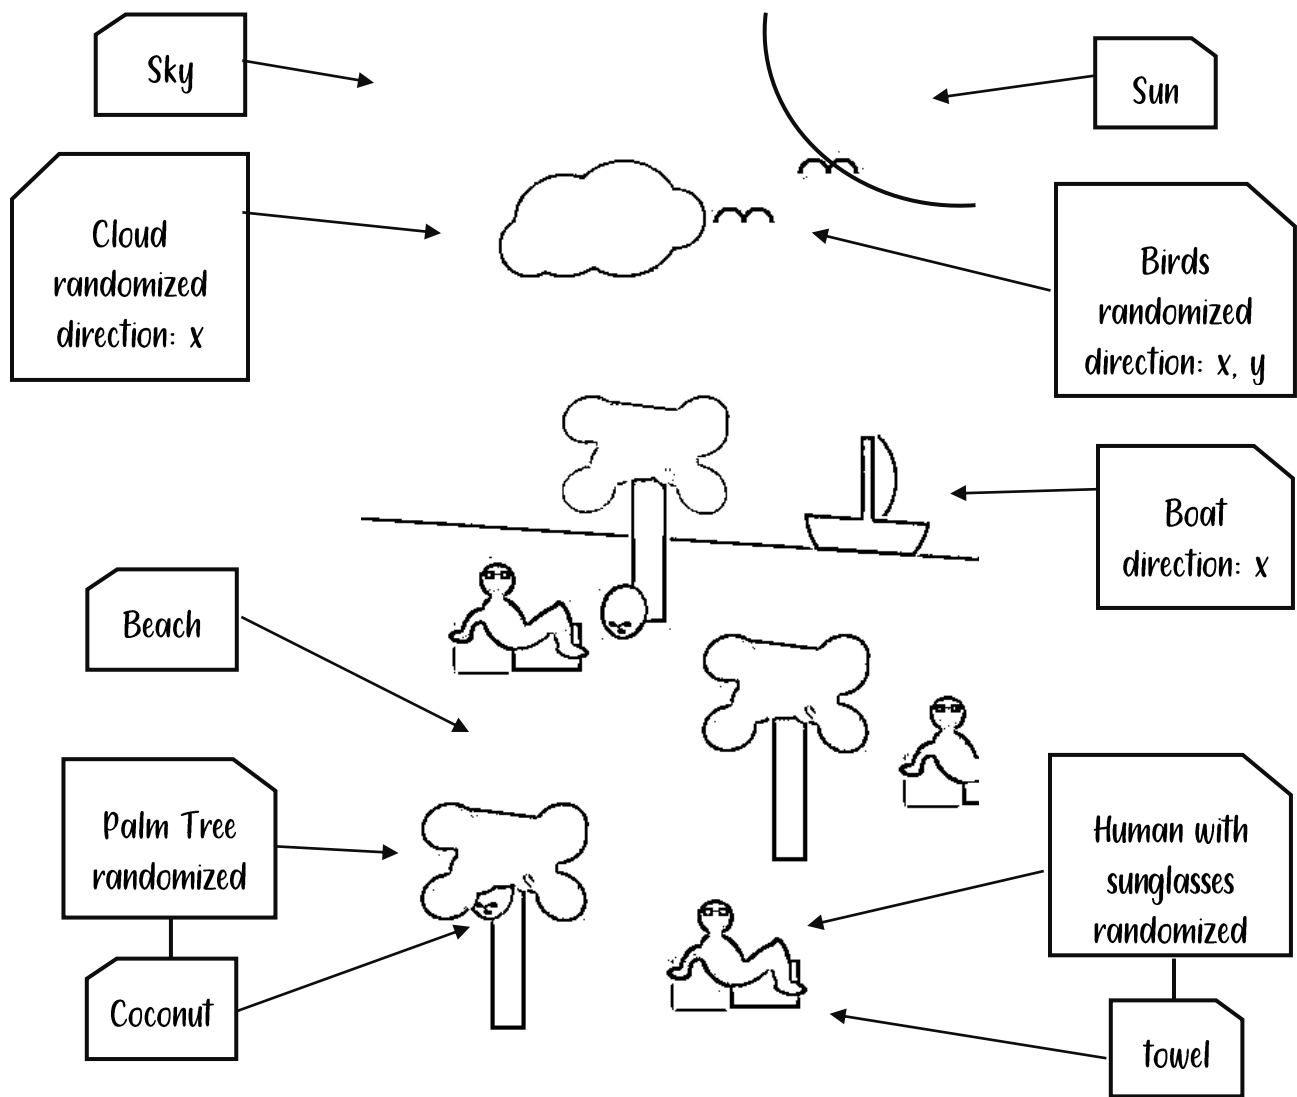 Sky
Sun
Cloud
randomized
direction: x
Birds
randomized
direction: x, y
Boat
direction: x
Beach
Palm Tree
randomized
Human with
sunglasses
randomized
Coconut
towel